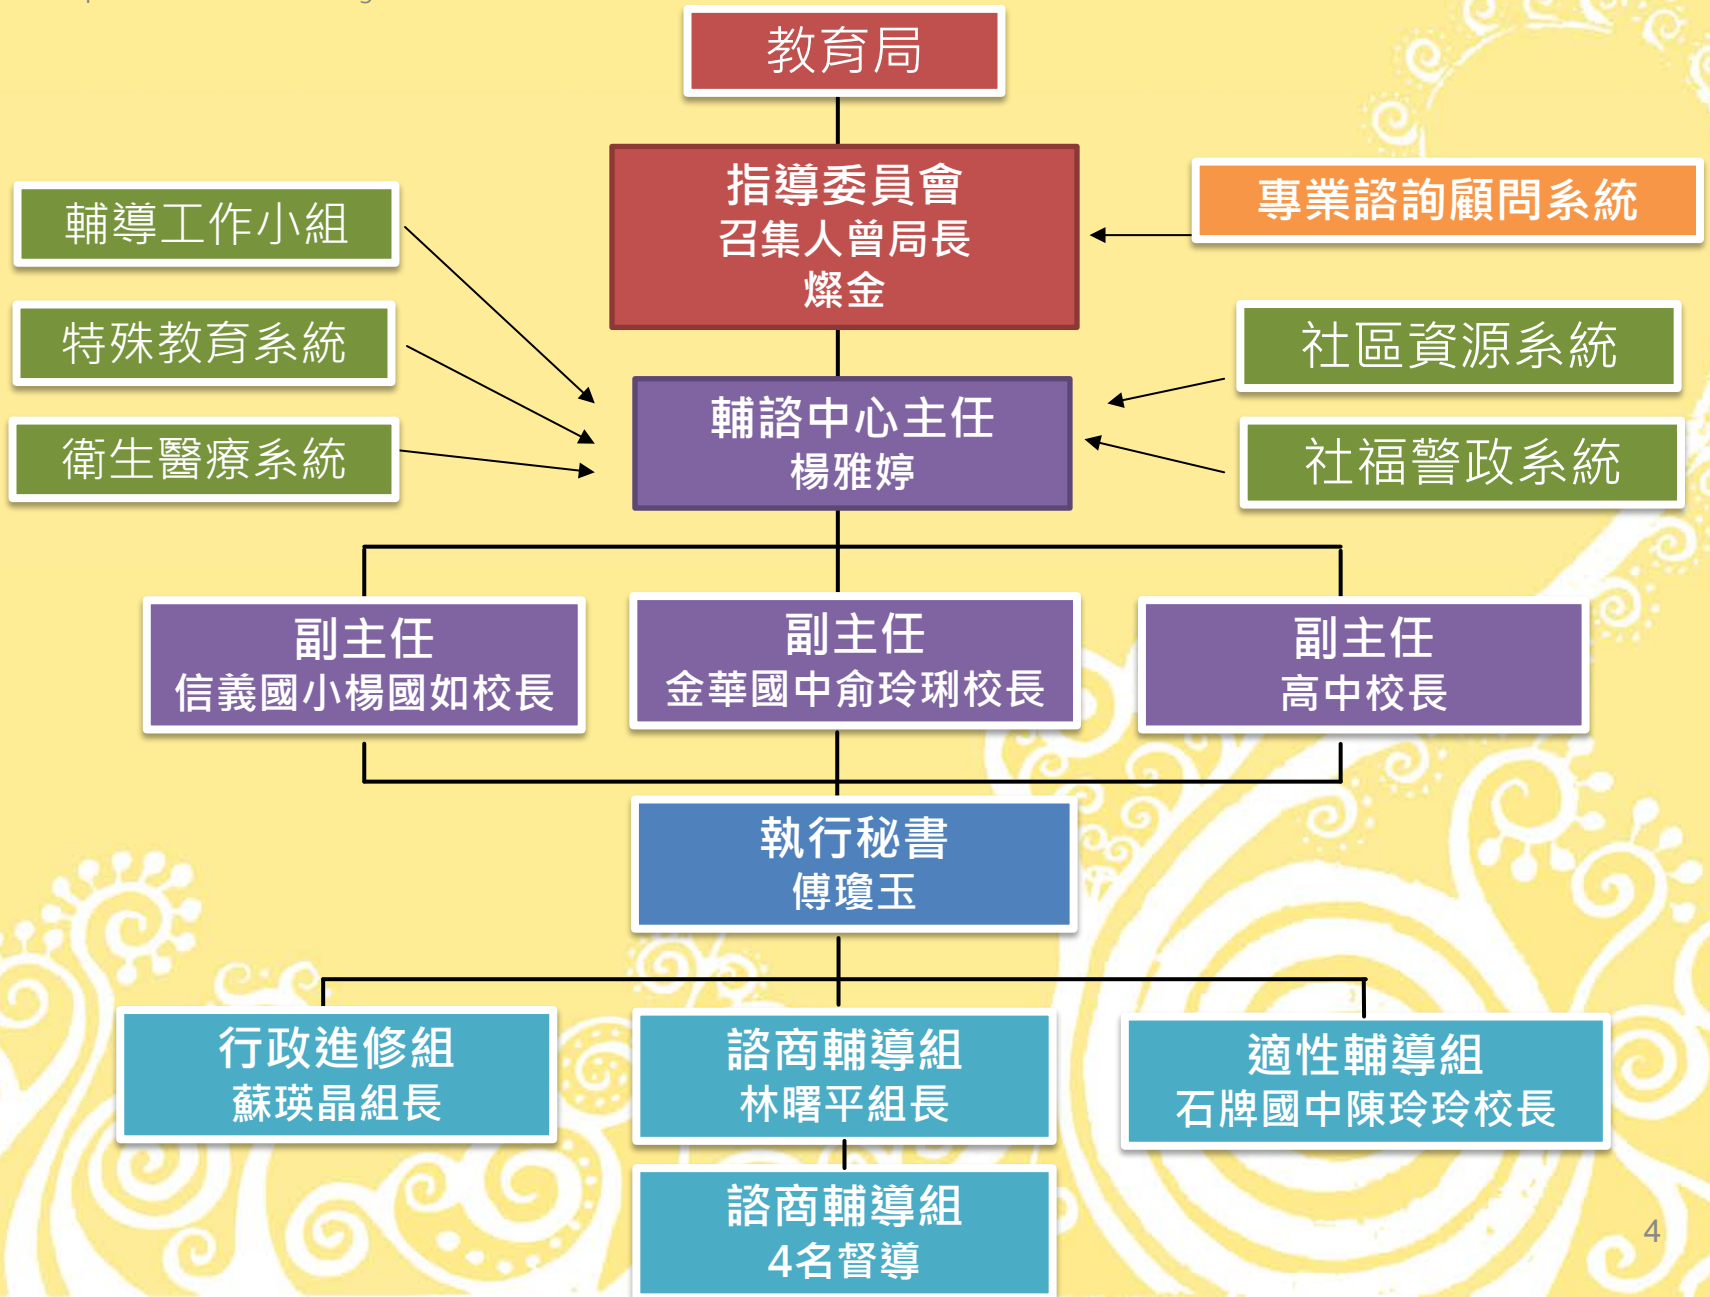 教育局
指導委員會
召集人曾局長
燦金
專業諮詢顧問系統
輔導工作小組
特殊教育系統
衛生醫療系統
社區資源系統
社福警政系統
輔諮中心主任
楊雅婷
副主任
信義國小楊國如校長
副主任
金華國中俞玲琍校長
副主任
高中校長
執行秘書
傅瓊玉
行政進修組
蘇瑛晶組長
諮商輔導組
林曙平組長
適性輔導組
石牌國中陳玲玲校長
諮商輔導組
4名督導
4